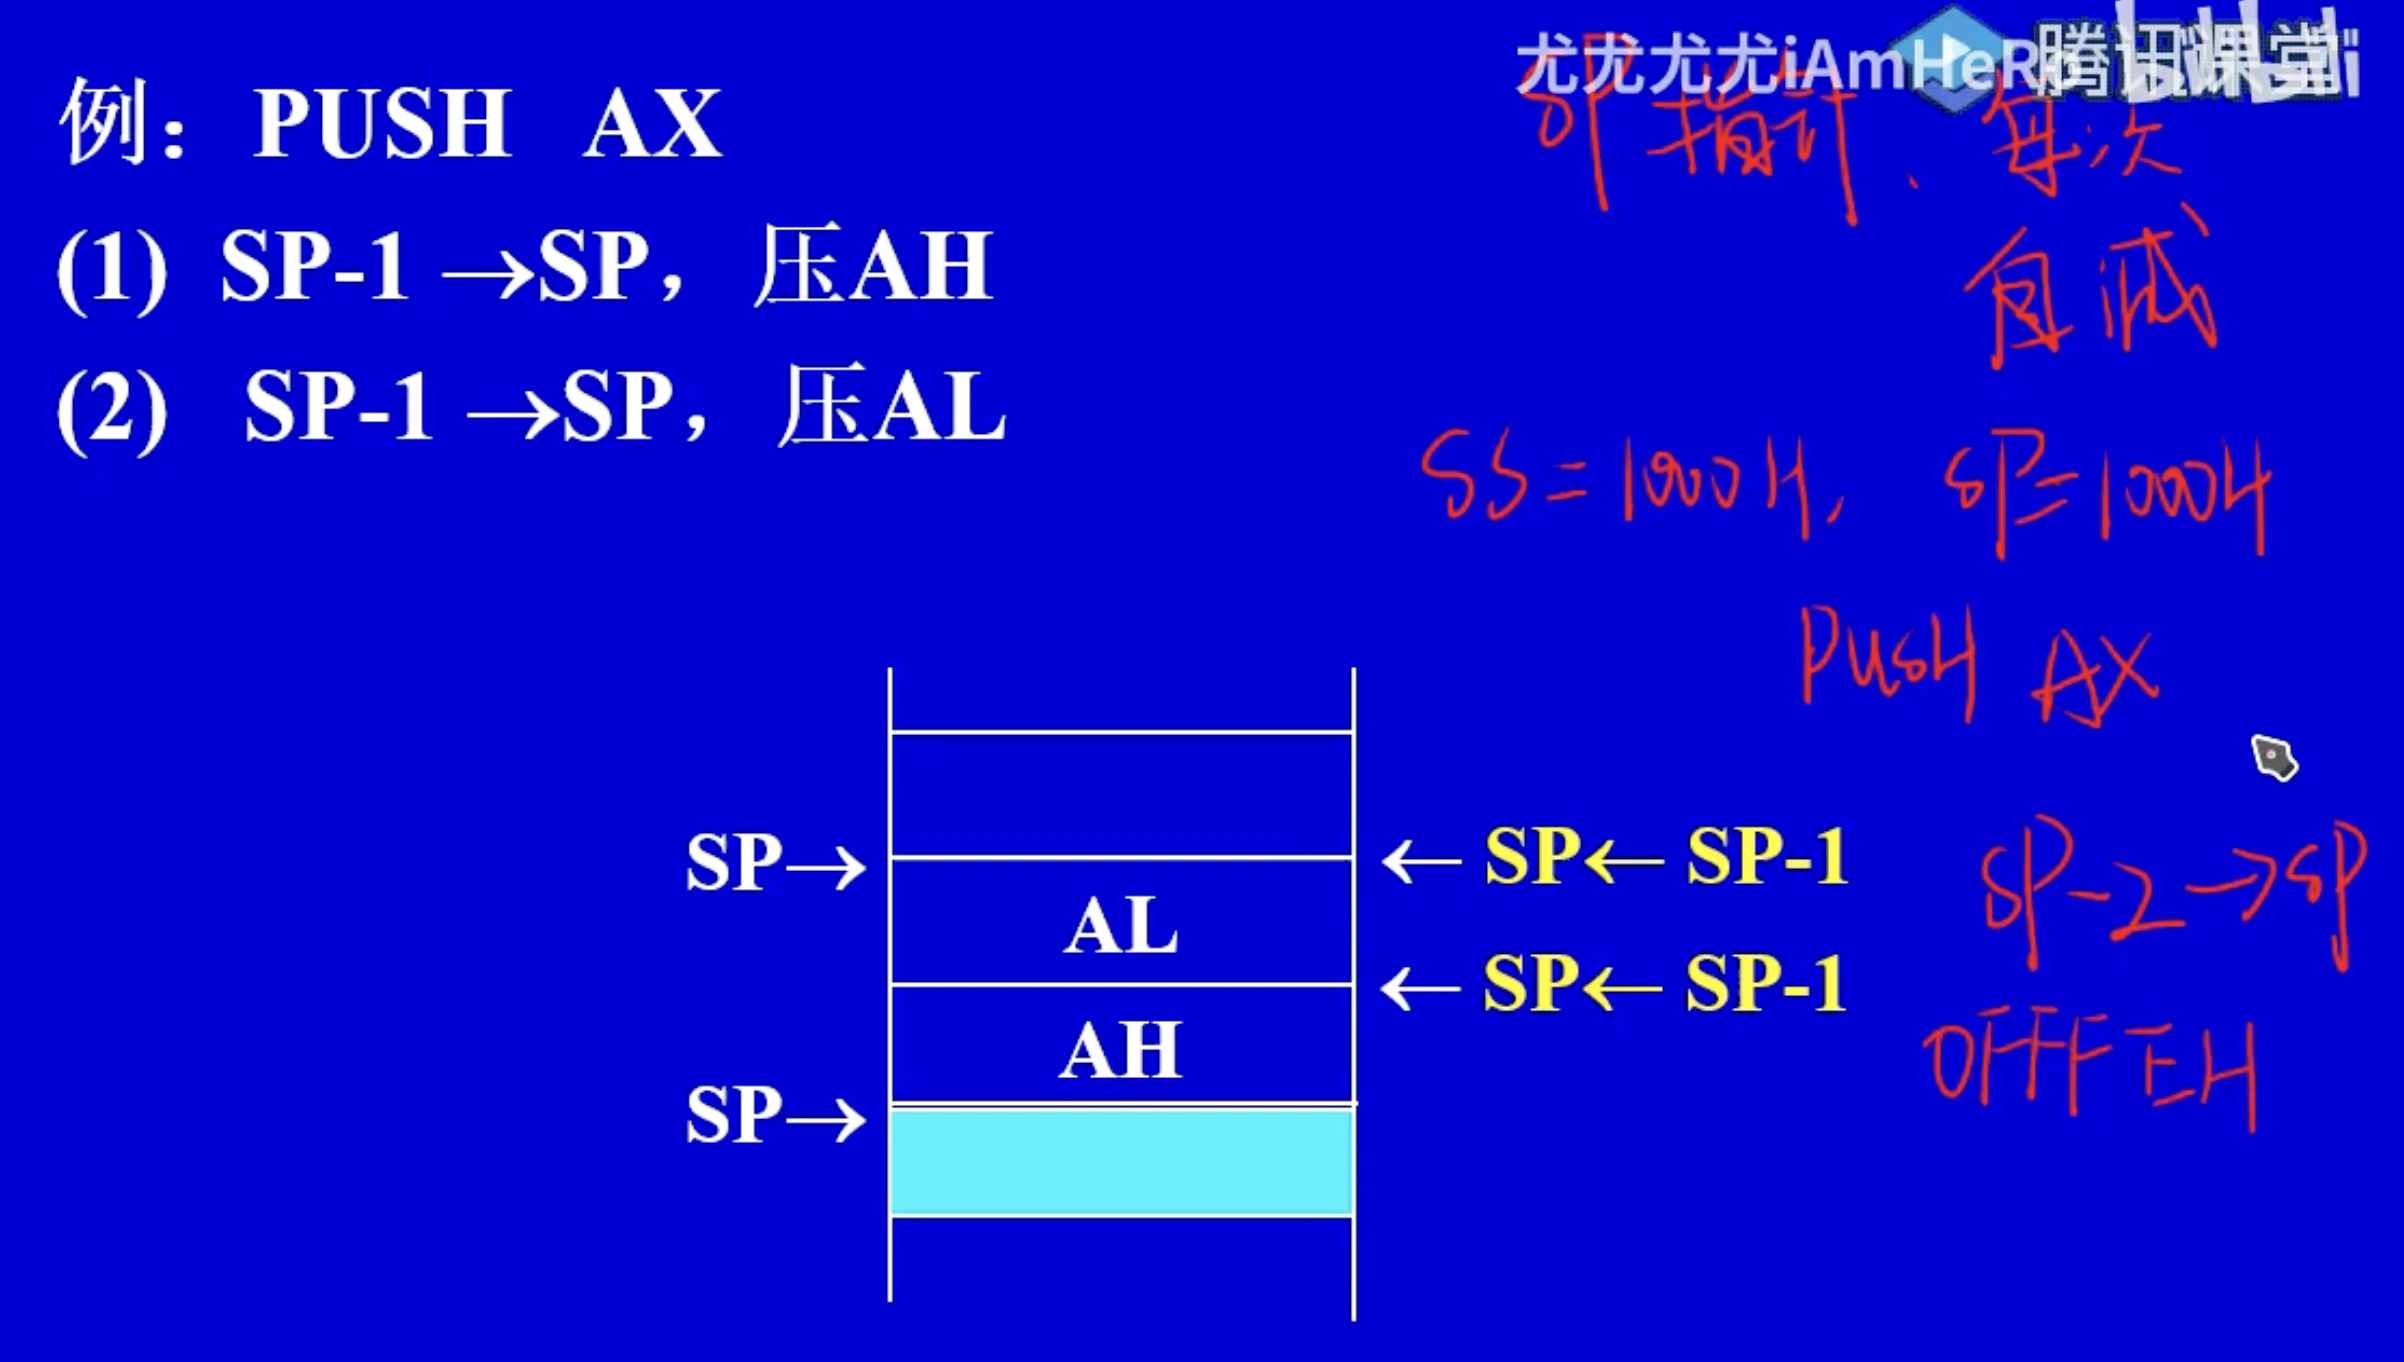 尤尤尤尤iAmHeR 腾讯课堂
例：PUSH AX
SP指针、每次
自减
(1) SP-1 →SP，压AH
(2) SP-1 →SP，压AL
SS=1000H, SP=1000H
PUSH AX
SP→
AL
← SP← SP-1
SP-2→SP
AH
← SP← SP-1
0FFEH
SP→